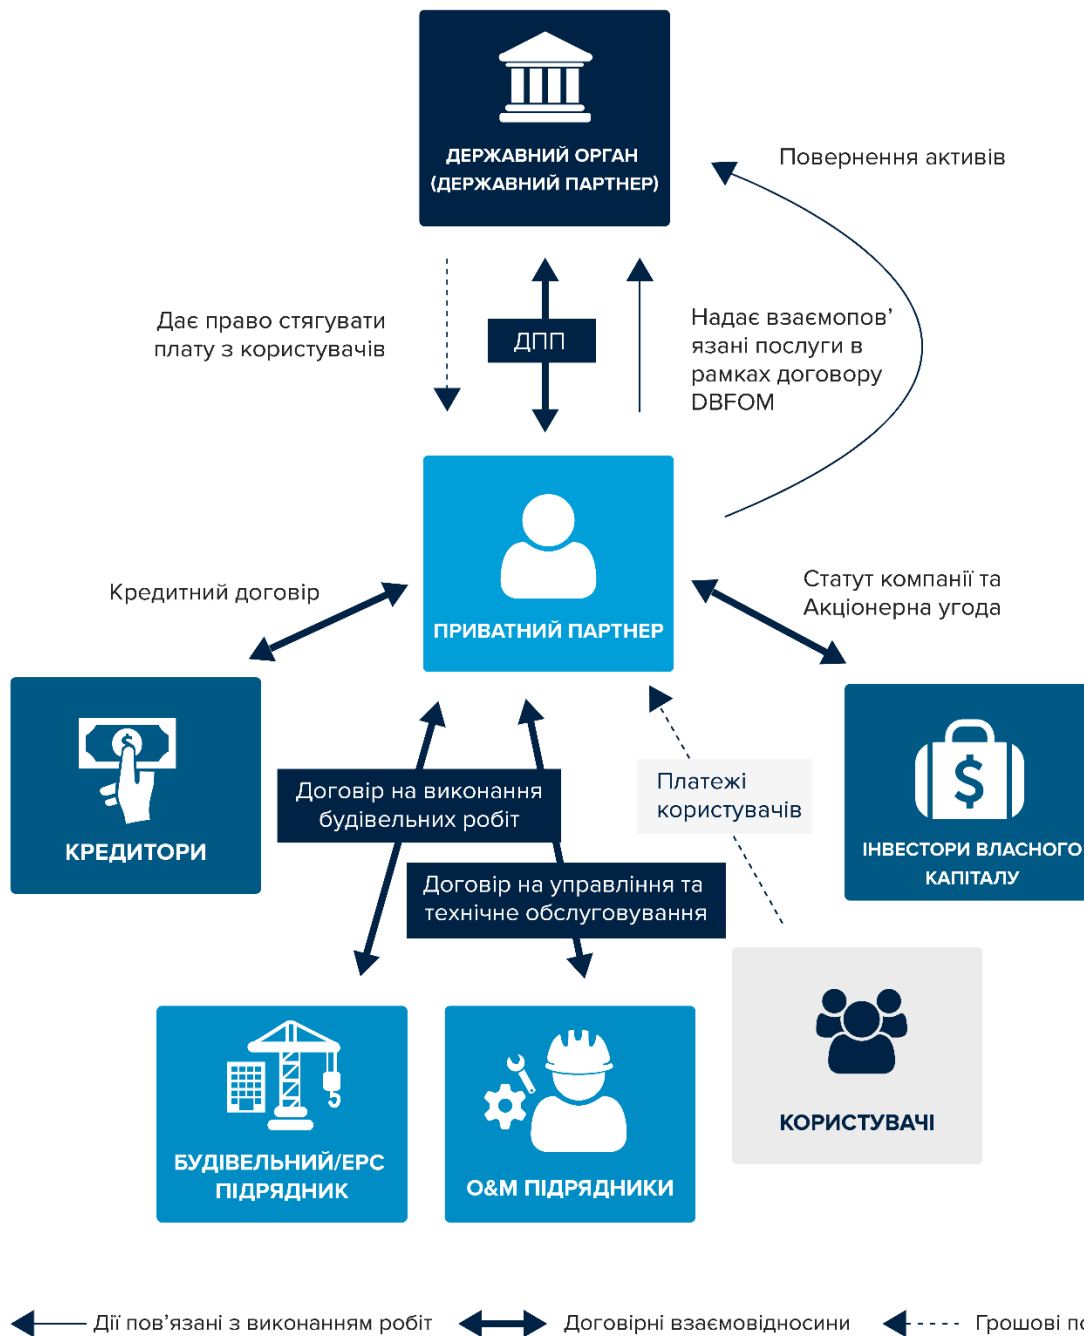 ДЕРЖАВНИЙ ОРГАН
(ДЕРЖАВНИЙ ПАРТНЕР)
Повернення активів
Дає право стягувати
плату з користувачів
ДПП
Надає взаємопов’
язані послуги в
рамках договору
DBFOM
ПРИВАТНИЙ ПАРТНЕР
Кредитний договір
Статут компанії та
Акціонерна угода
$
КРЕДИТОРИ
Договір на виконання
будівельних робіт
Платежі
користувачів
$
ІНВЕСТОРИ ВЛАСНОГО
КАПІТАЛУ
Договір на управління та
технічне обслуговування
БУДІВЕЛЬНИЙ/EPC
ПІДРЯДНИК
O&M ПІДРЯДНИКИ
КОРИСТУВАЧІ
Дії пов’язані з виконанням робіт
Договірні взаємовідносини
Грошові